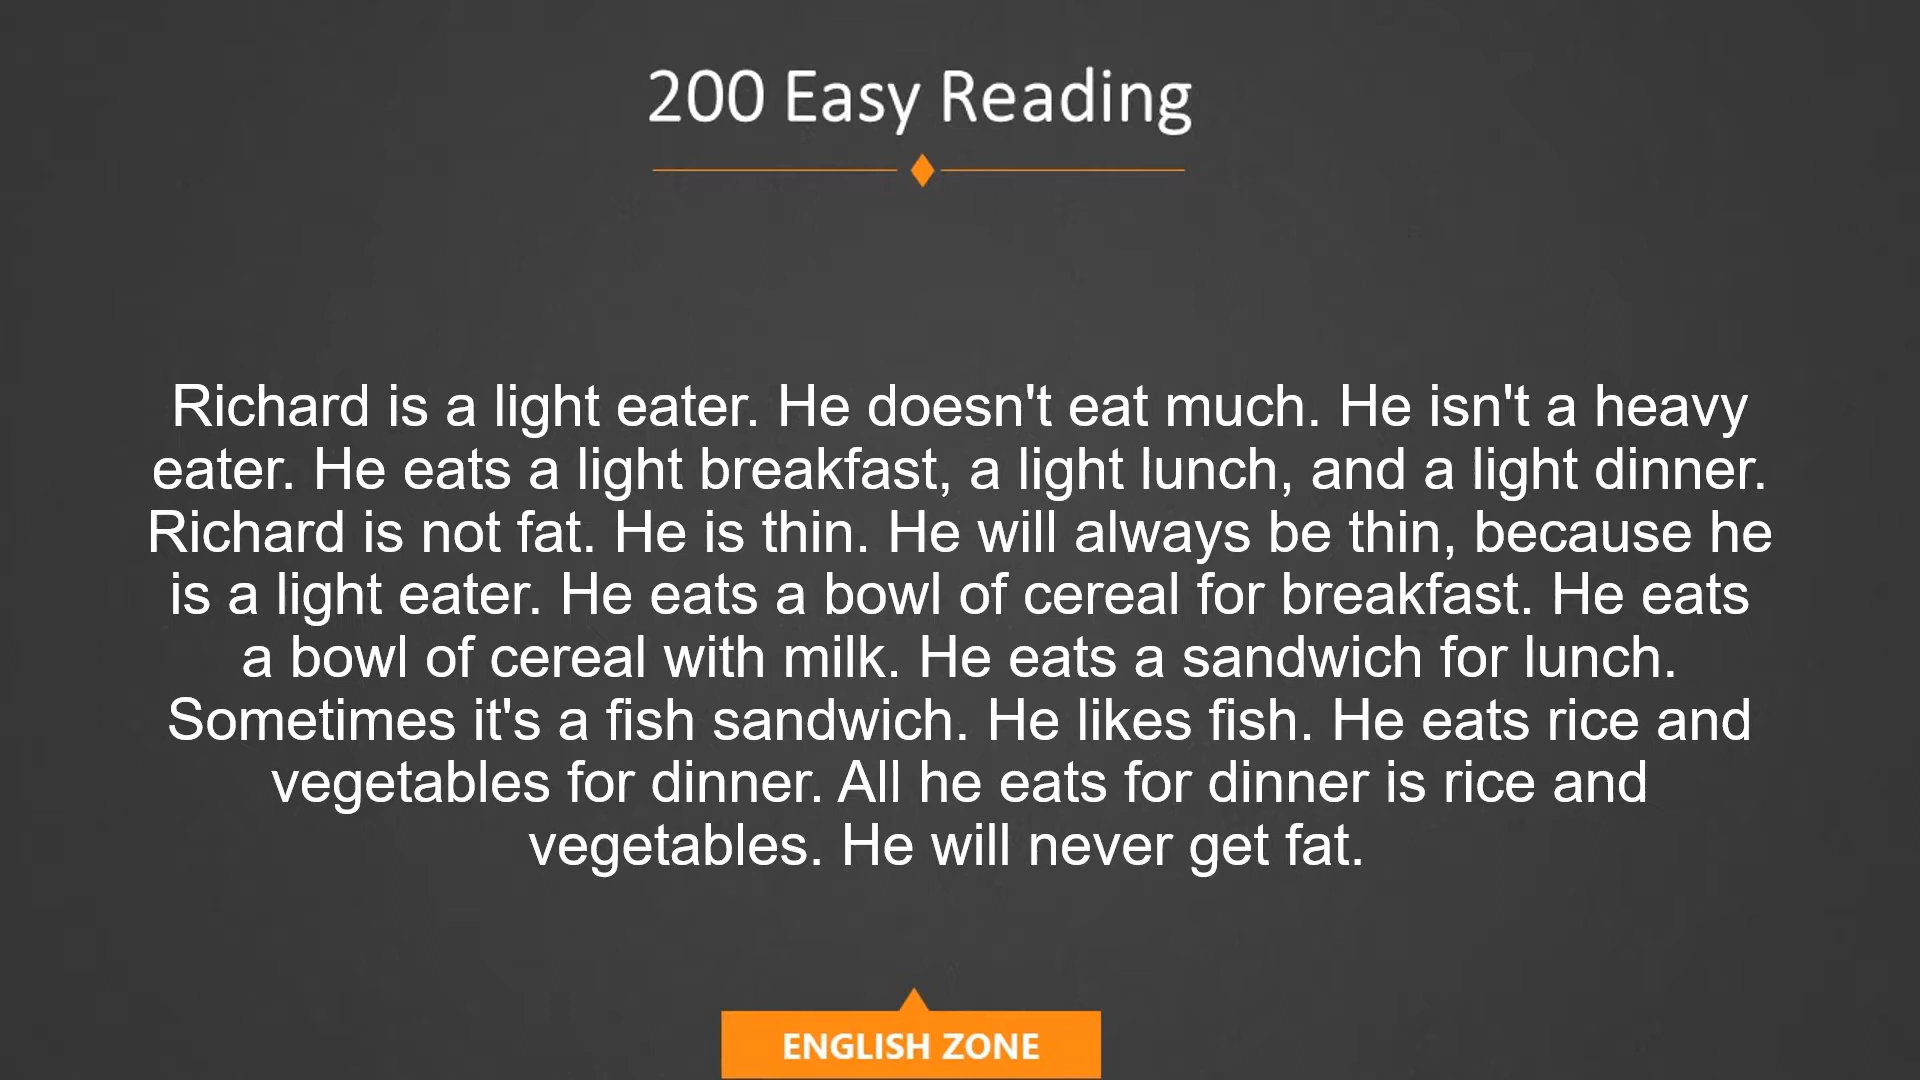 200 Easy Reading
Richard is a light eater. He doesn't eat much. He isn't a heavy
eater. He eats a light breakfast, a light lunch, and a light dinner.
Richard is not fat. He is thin. He will always be thin, because he
is a light eater. He eats a bowl of cereal for breakfast. He eats
a bowl of cereal with milk. He eats a sandwich for lunch.
Sometimes it's a fish sandwich. He likes fish. He eats rice and
vegetables for dinner. All he eats for dinner is rice and
vegetables. He will never get fat.
ENGLISH ZONE